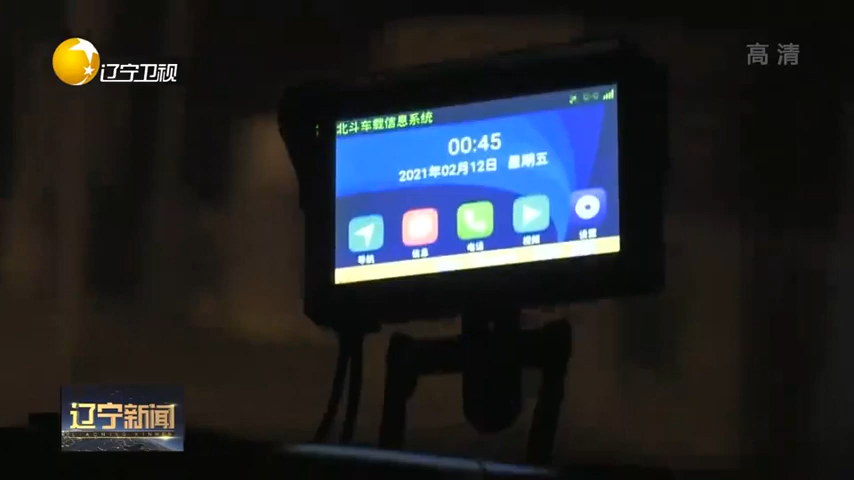 辽宁卫视
高清
北斗车载信息系统
00:45
2021年02月12日 星期五
导航 信息 电话 视频 设置
辽宁新闻
LIAONING XINWEN